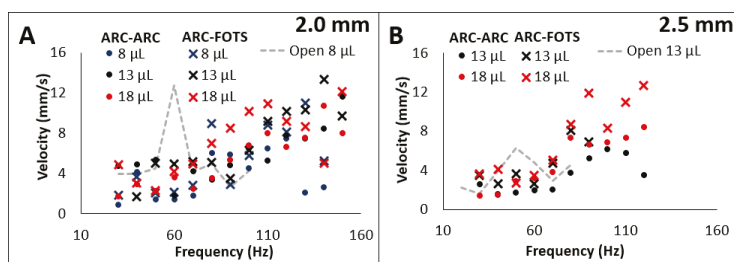 A
2.0 mm
ARC-ARC ARC-FOTS
8 µL 8 µL Open 8 µL
13 µL 13 µL
18 µL 18 µL
Velocity (mm/s)
16
12
8
4
0
10 60 110 160
Frequency (Hz)
B
2.5 mm
ARC-ARC ARC-FOTS
13 µL 13 µL Open 13 µL
18 µL 18 µL
Velocity (mm/s)
16
12
8
4
0
10 60 110 160
Frequency (Hz)